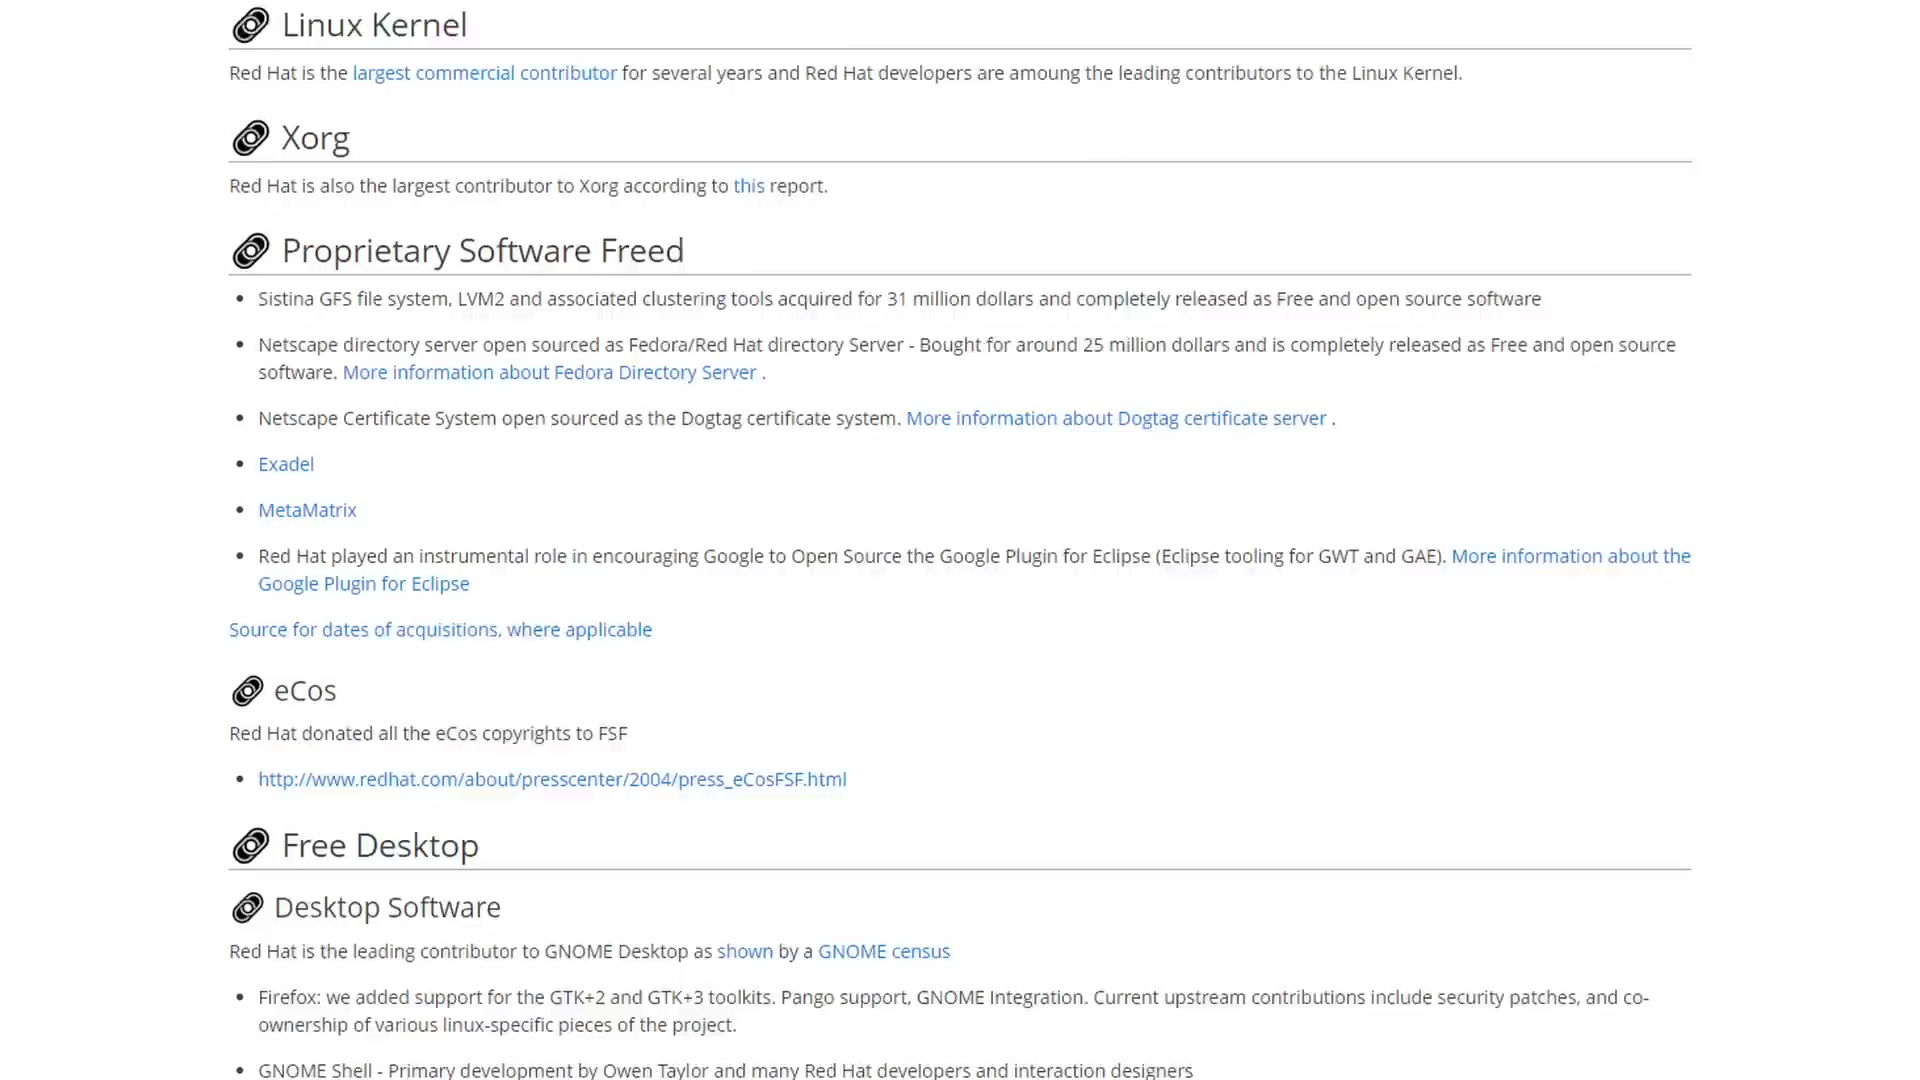 Linux Kernel
Red Hat is the largest commercial contributor for several years and Red Hat developers are amoung the leading contributors to the Linux Kernel.
Xorg
Red Hat is also the largest contributor to Xorg according to this report.
Proprietary Software Freed
Sistina GFS file system, LVM2 and associated clustering tools acquired for 31 million dollars and completely released as Free and open source software
Netscape directory server open sourced as Fedora/Red Hat directory Server - Bought for around 25 million dollars and is completely released as Free and open source
software. More information about Fedora Directory Server .
Netscape Certificate System open sourced as the Dogtag certificate system. More information about Dogtag certificate server .
Exadel
MetaMatrix
Red Hat played an instrumental role in encouraging Google to Open Source the Google Plugin for Eclipse (Eclipse tooling for GWT and GAE). More information about the
Google Plugin for Eclipse
Source for dates of acquisitions, where applicable
eCos
Red Hat donated all the eCos copyrights to FSF
http://www.redhat.com/about/presscenter/2004/press_eCosFSF.html
Free Desktop
Desktop Software
Red Hat is the leading contributor to GNOME Desktop as shown by a GNOME census
Firefox: we added support for the GTK+2 and GTK+3 toolkits. Pango support, GNOME Integration. Current upstream contributions include security patches, and co-
ownership of various linux-specific pieces of the project.
GNOME Shell - Primary development by Owen Taylor and many Red Hat developers and interaction designers